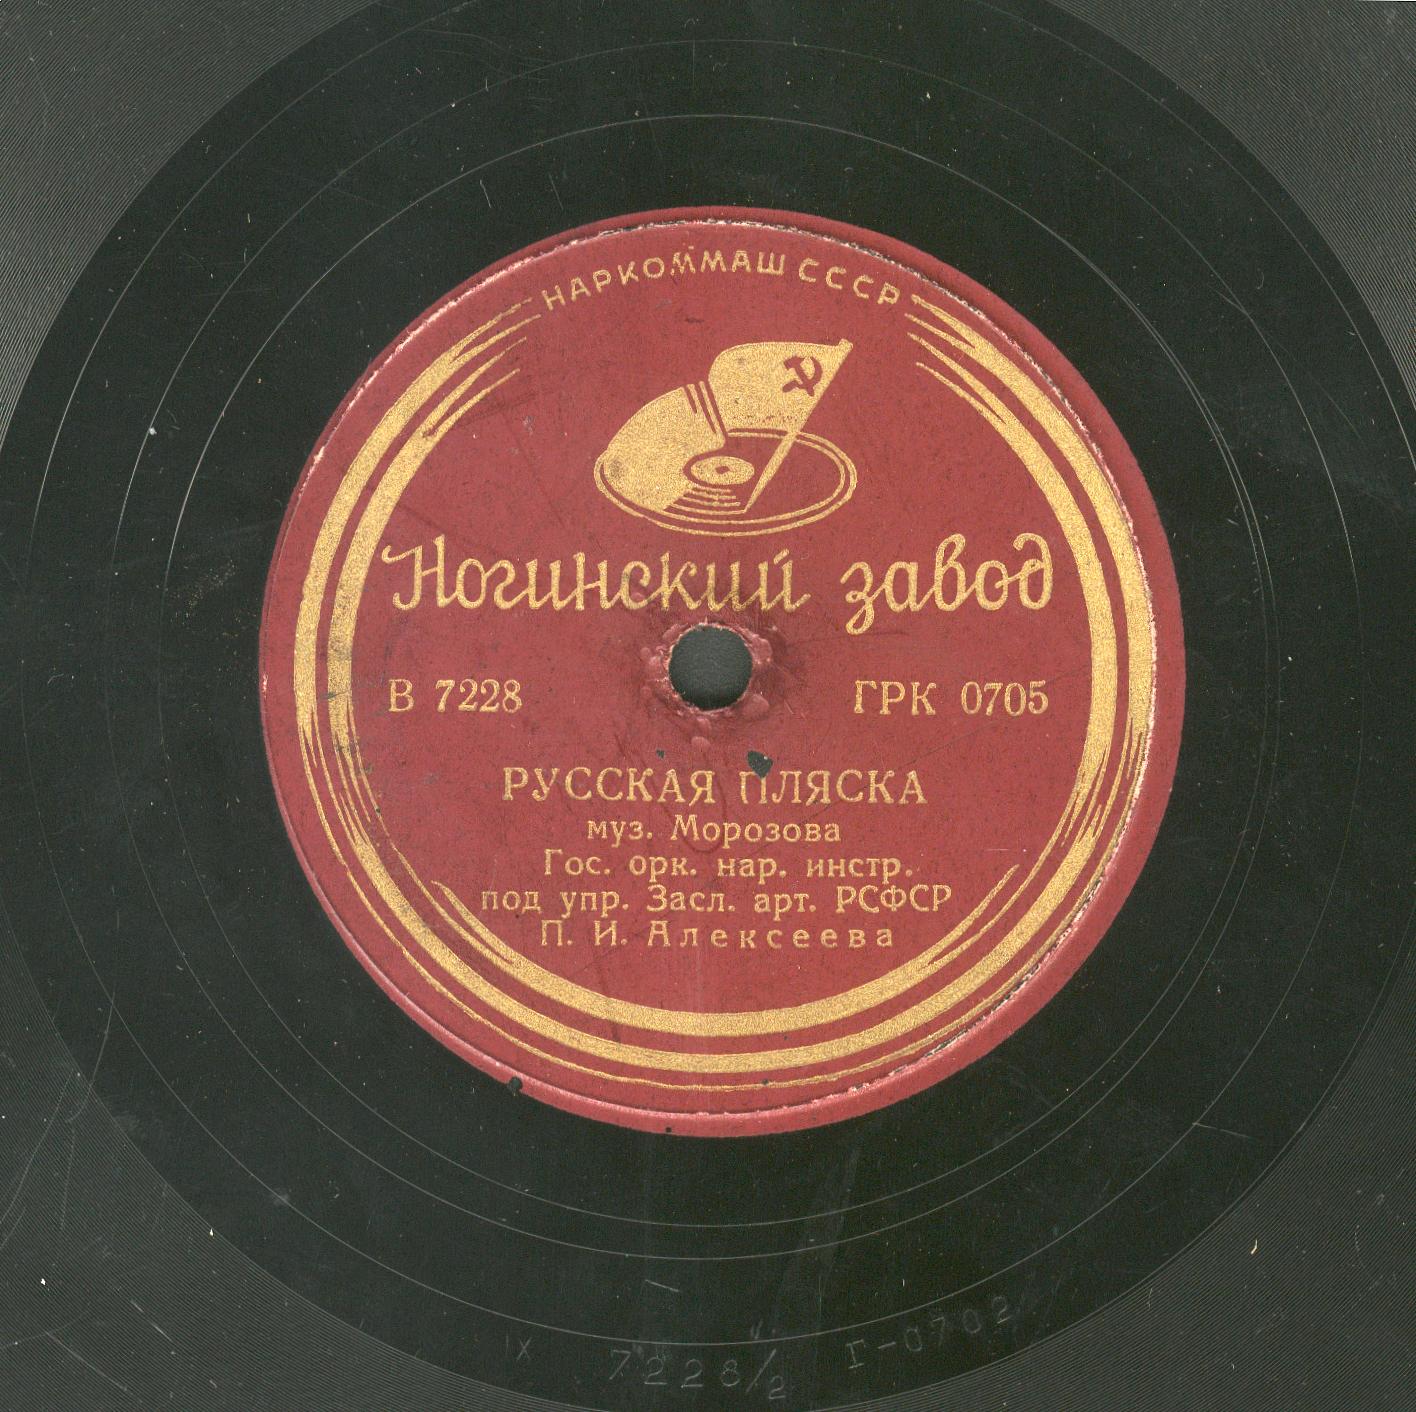 НАРКОММАШ СССР
Ногинский завод
В 7228 ГРК 0705
РУССКАЯ ПЛЯСКА
муз. Морозова
Гос. орк. нар. инстр.
под упр. Засл. арт. РСФСР
П. И. Алексеева
IX 7228/2 Г-0702